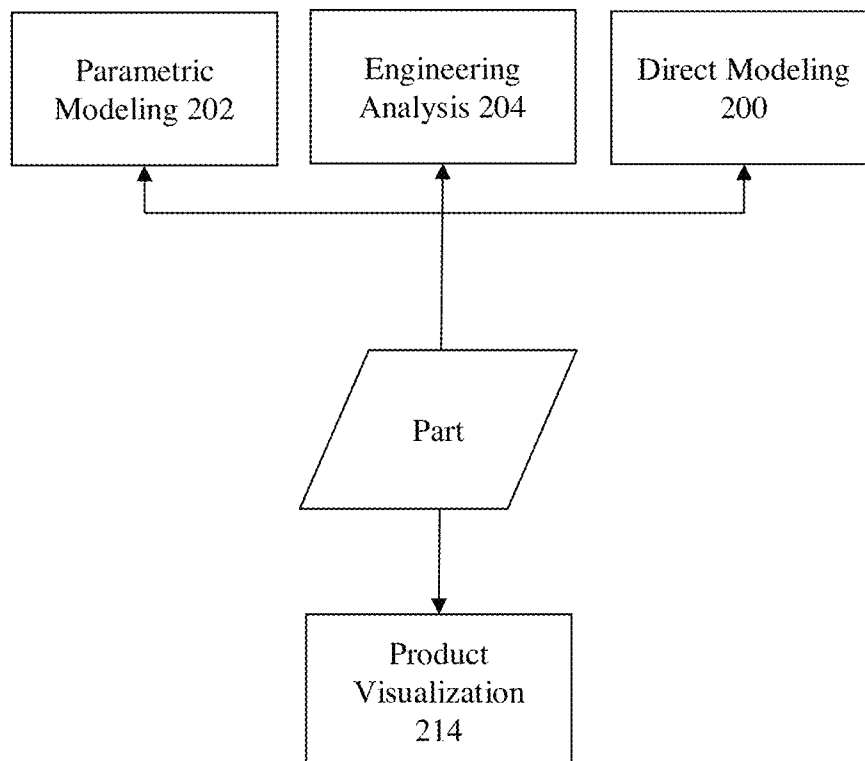 Parametric
Modeling 202
Engineering
Analysis 204
Direct Modeling
200
Part
Product
Visualization
214